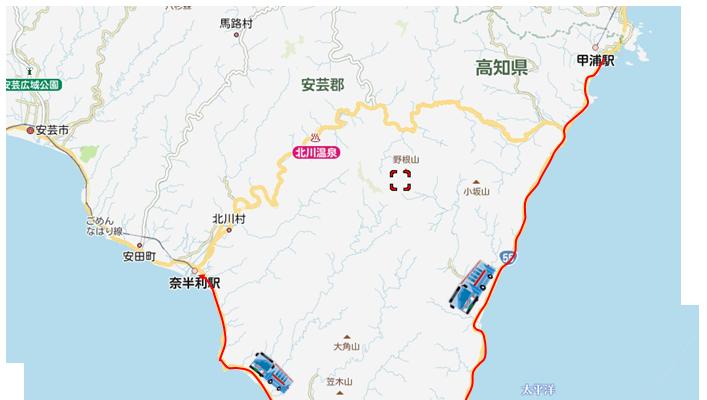 馬路村
甲浦駅
高知県
安芸郡
安芸広域公園
安芸市
北川温泉
野根山
小坂山
ごめん
なはり線
北川村
安田町
奈半利駅
55
大角山
笠木山
太平洋